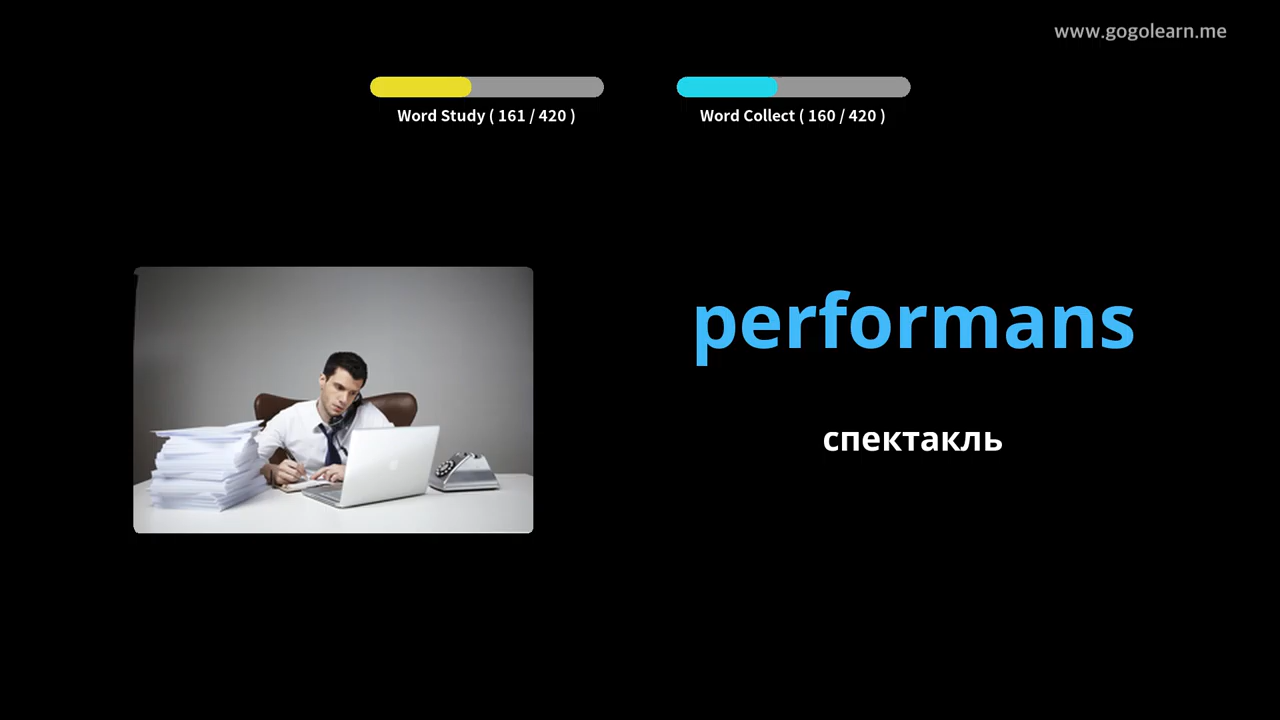 www.gogolearn.me
Word Study ( 161 / 420 )
Word Collect ( 160 / 420 )
performans
спектакль